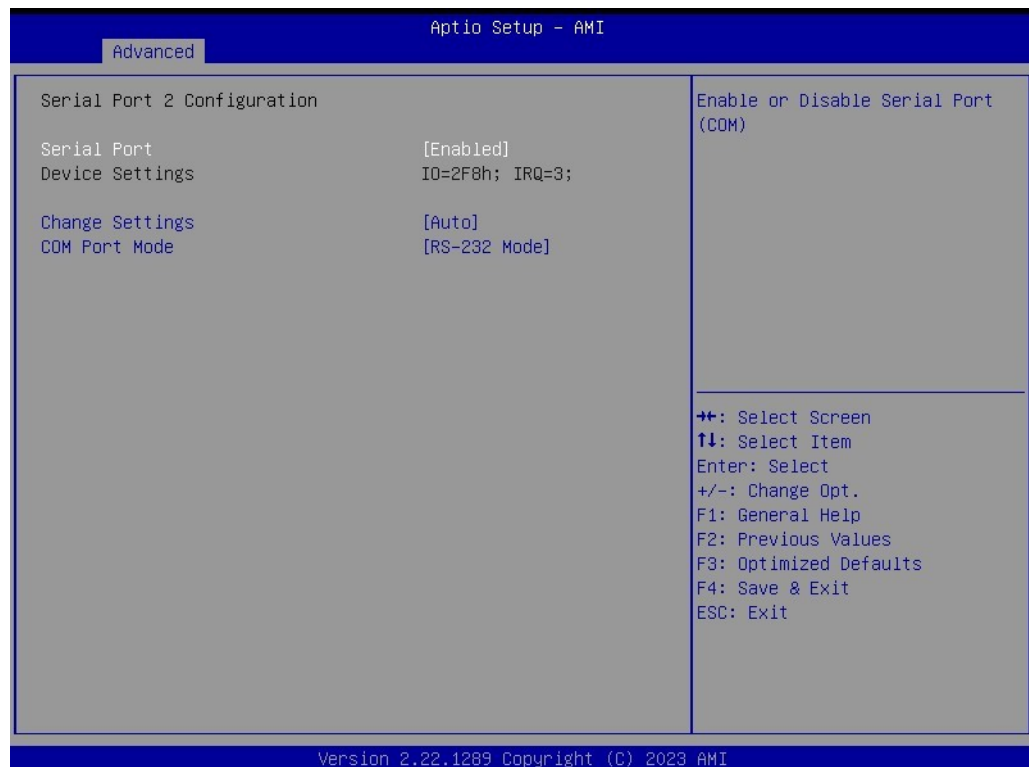 Aptio Setup – AMI
Advanced
Serial Port 2 Configuration
Serial Port [Enabled]
Device Settings IO=2F8h; IRQ=3;
Change Settings [Auto]
COM Port Mode [RS-232 Mode]
Enable or Disable Serial Port
(COM)
→←: Select Screen
↑↓: Select Item
Enter: Select
+/-: Change Opt.
F1: General Help
F2: Previous Values
F3: Optimized Defaults
F4: Save & Exit
ESC: Exit
Version 2.22.1289 Copyright (C) 2023 AMI